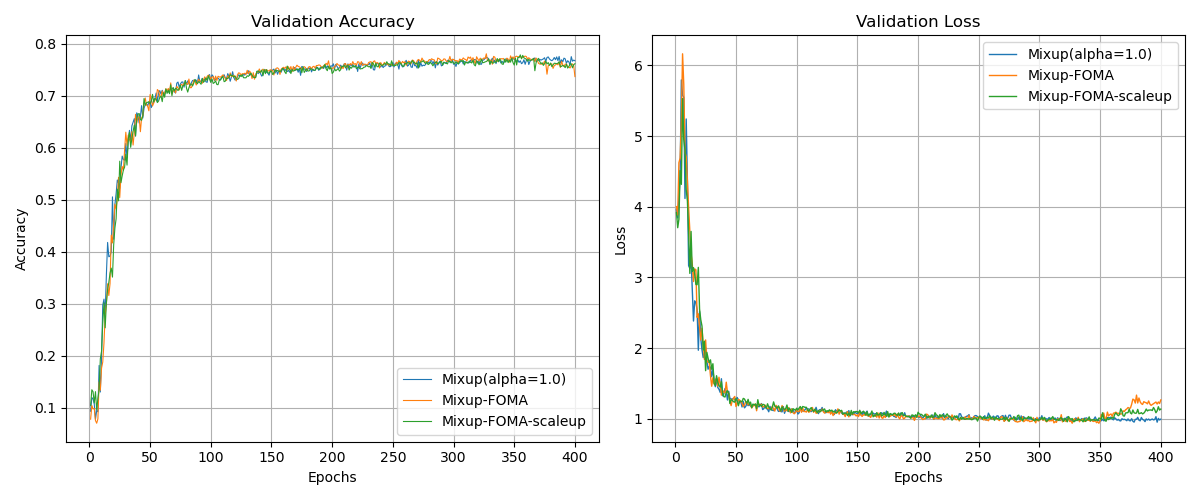 Validation Accuracy
0.8
0.7
0.6
0.5
0.4
0.3
0.2
0.1
Accuracy
0 50 100 150 200 250 300 350 400
Epochs
Mixup(alpha=1.0)
Mixup-FOMA
Mixup-FOMA-scaleup
Validation Loss
6
5
4
3
2
1
Loss
0 50 100 150 200 250 300 350 400
Epochs
Mixup(alpha=1.0)
Mixup-FOMA
Mixup-FOMA-scaleup